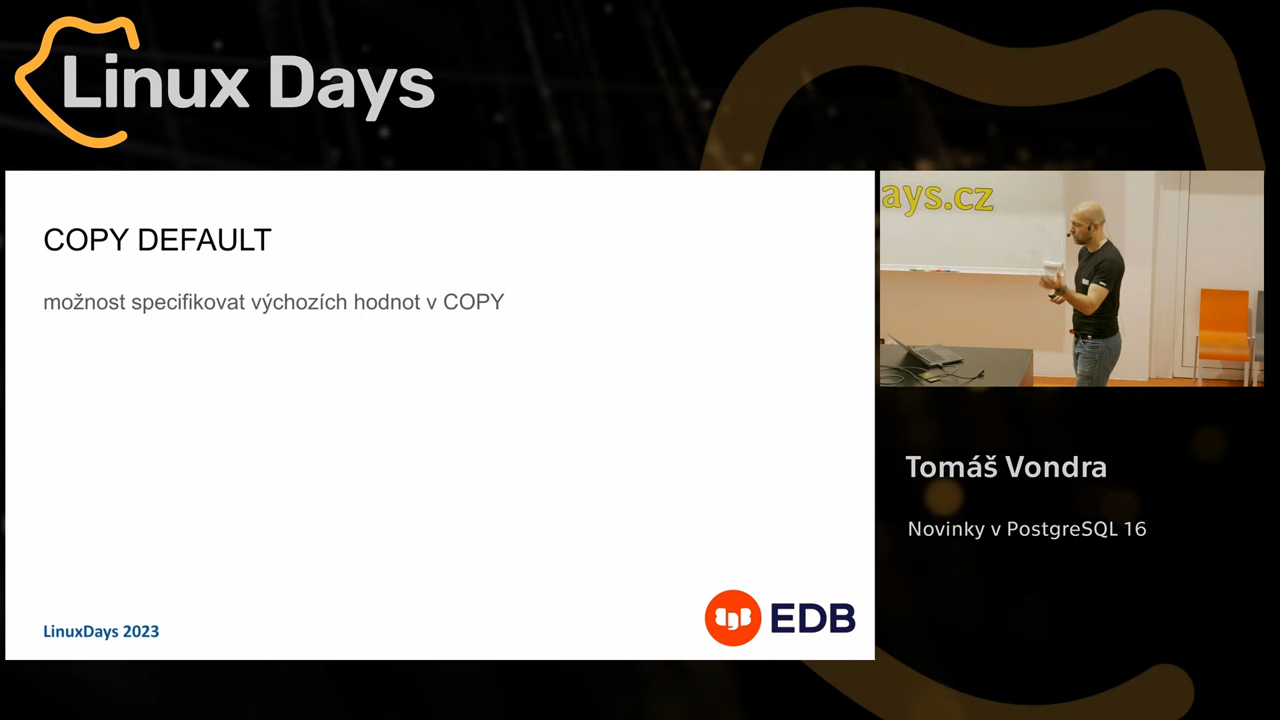 Linux Days
COPY DEFAULT
možnost specifikovat výchozích hodnot v COPY
LinuxDays 2023
EDB
ays.cz
Tomáš Vondra
Novinky v PostgreSQL 16